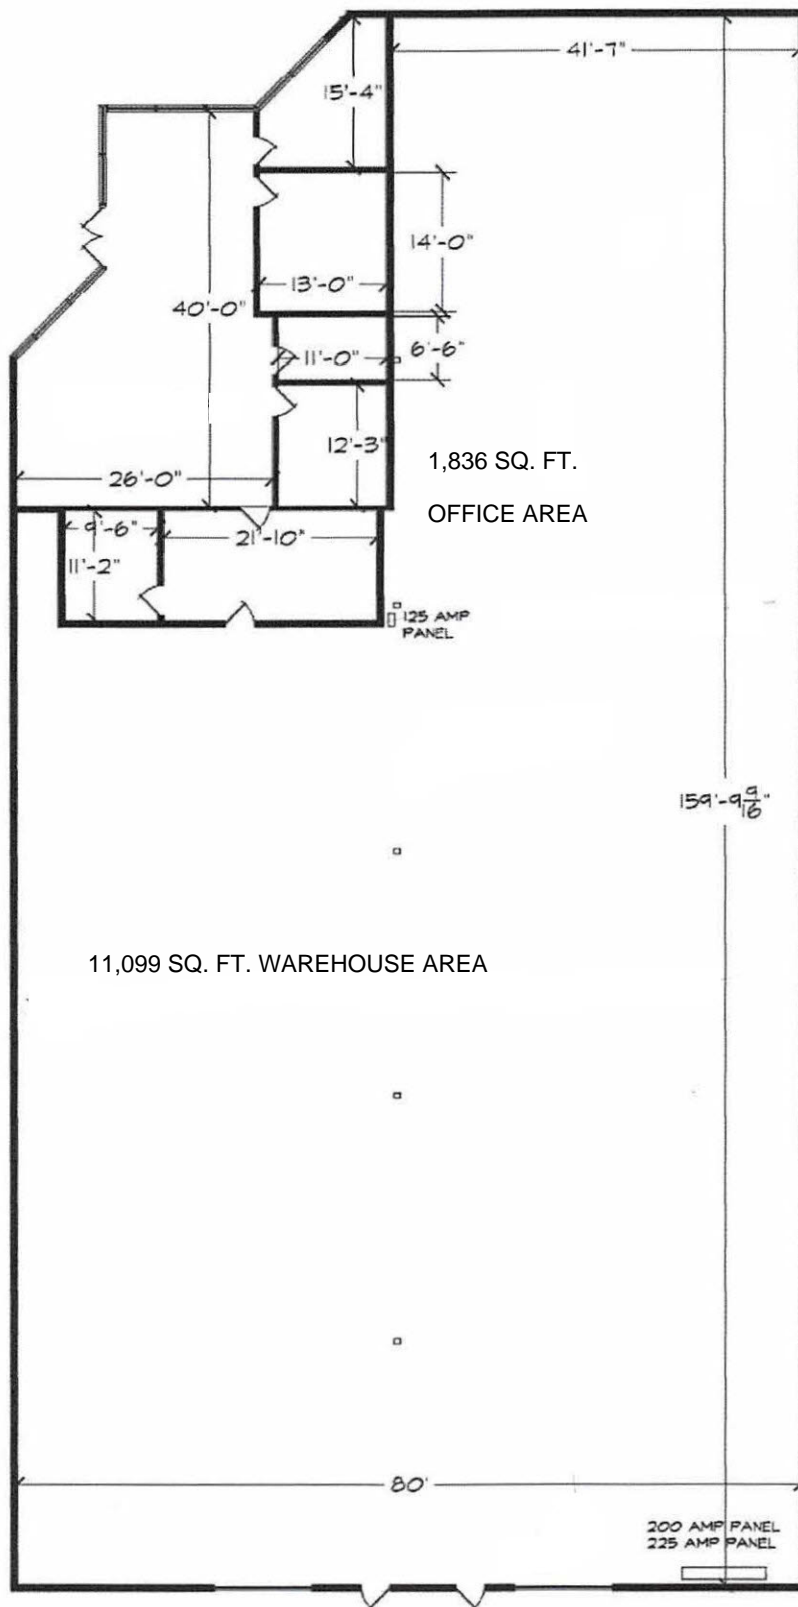 41'-7"
15'-4"
14'-0"
13'-0"
40'-0"
11'-0"
6'-6"
12'-3"
26'-0"
1,836 SQ. FT.
OFFICE AREA
9'-6"
21'-10"
11'-2"
125 AMP
PANEL
159'-9 9/16"
11,099 SQ. FT. WAREHOUSE AREA
80'
200 AMP PANEL
225 AMP PANEL